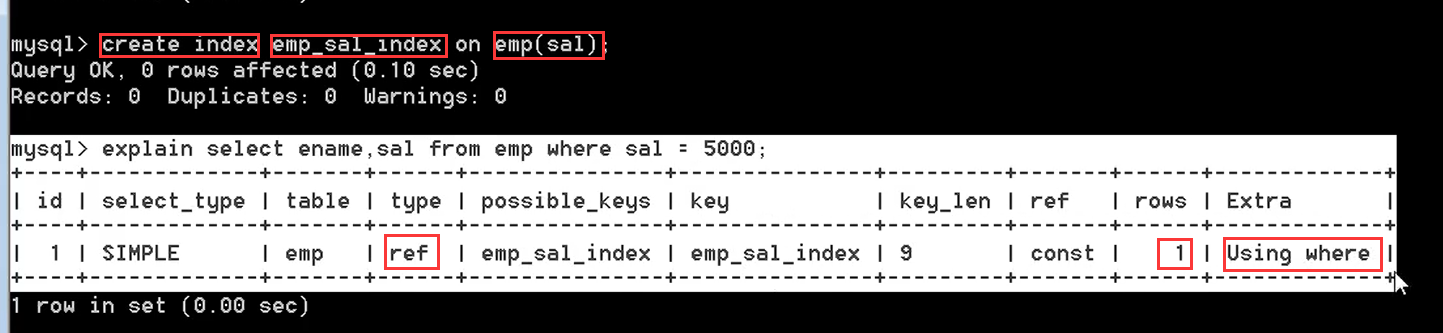 mysql> create index emp_sal_index on emp(sal);
Query OK, 0 rows affected (0.10 sec)
Records: 0  Duplicates: 0  Warnings: 0
mysql> explain select ename,sal from emp where sal = 5000;
+----+-------------+-------+------+---------------+---------------+---------+-------+------+-------------+
| id | select_type | table | type | possible_keys | key           | key_len | ref   | rows | Extra       |
+----+-------------+-------+------+---------------+---------------+---------+-------+------+-------------+
|  1 | SIMPLE      | emp   | ref  | emp_sal_index | emp_sal_index | 9       | const |    1 | Using where |
+----+-------------+-------+------+---------------+---------------+---------+-------+------+-------------+
1 row in set (0.00 sec)